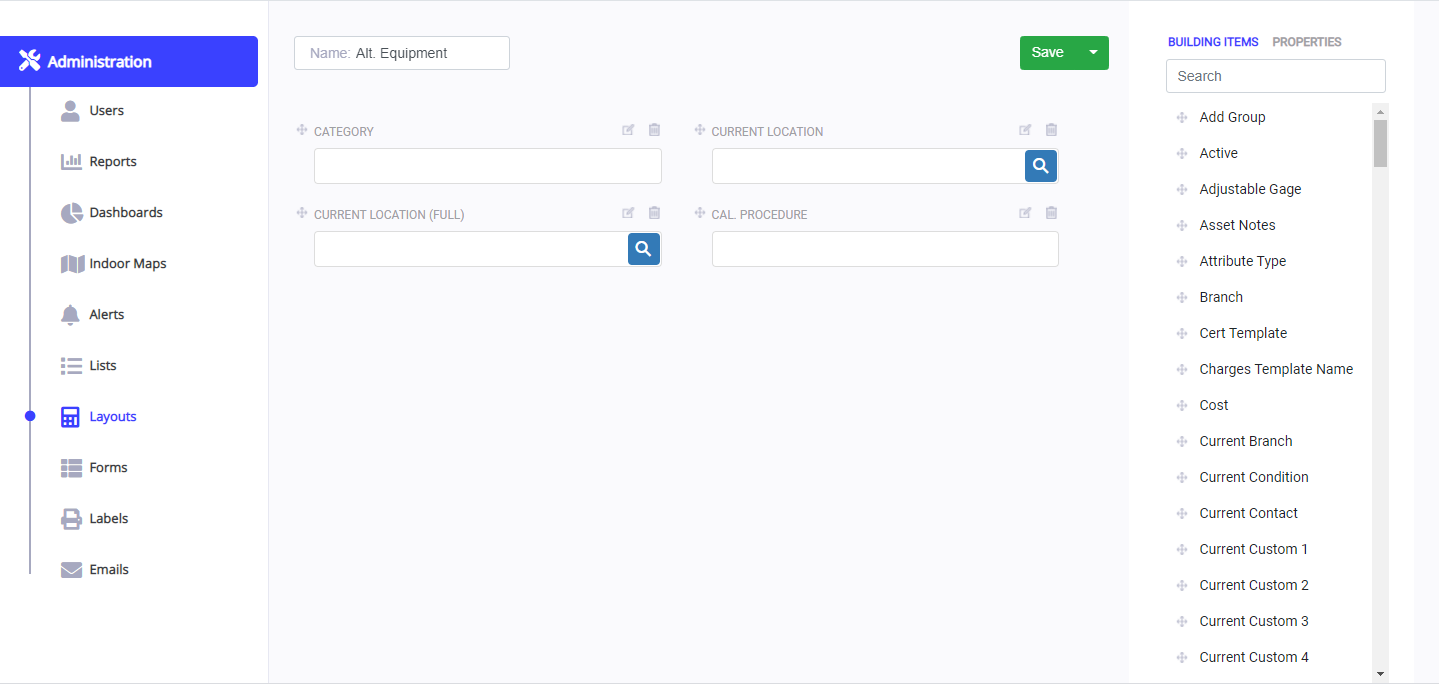 Administration
Users
Reports
Dashboards
Indoor Maps
Alerts
Lists
Layouts
Forms
Labels
Emails
Name: Alt. Equipment
Save
CATEGORY
CURRENT LOCATION
CURRENT LOCATION (FULL)
CAL. PROCEDURE
BUILDING ITEMS PROPERTIES
Search
Add Group
Active
Adjustable Gage
Asset Notes
Attribute Type
Branch
Cert Template
Charges Template Name
Cost
Current Branch
Current Condition
Current Contact
Current Custom 1
Current Custom 2
Current Custom 3
Current Custom 4